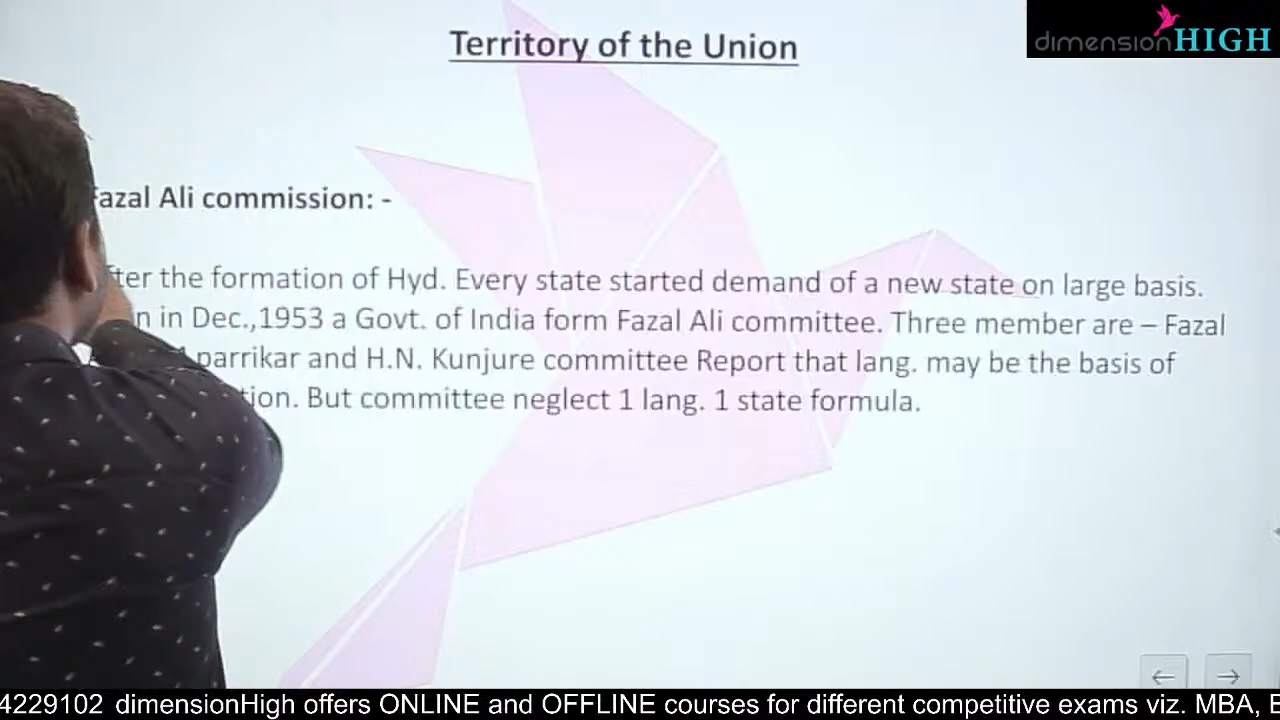 Territory of the Union
dimensionHIGH
Fazal Ali commission: -
the formation of Hyd. Every state started demand of a new state on large basis.
in Dec.,1953 a Govt. of India form Fazal Ali committee. Three member are – Fazal
parrikar and H.N. Kunjure committee Report that lang. may be the basis of
But committee neglect 1 lang. 1 state formula.
4229102 dimensionHigh offers ONLINE and OFFLINE courses for different competitive exams viz. MBA,